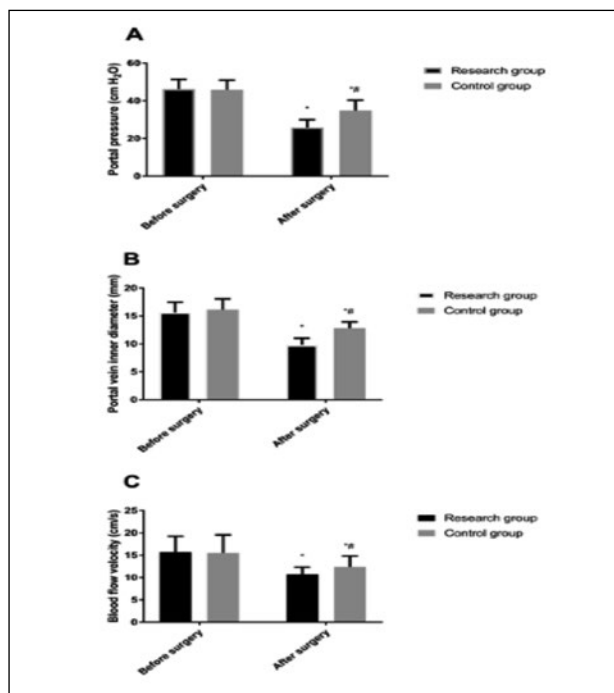 A
Portal pressure (cm H₂O)
60
40
20
0
*
*#
Before surgery
After surgery
Research group
Control group
B
Portal vein inner diameter (mm)
20
15
10
5
0
*
*#
Before surgery
After surgery
Research group
Control group
C
Blood flow velocity (cm/s)
25
20
15
10
5
0
*
*#
Before surgery
After surgery
Research group
Control group